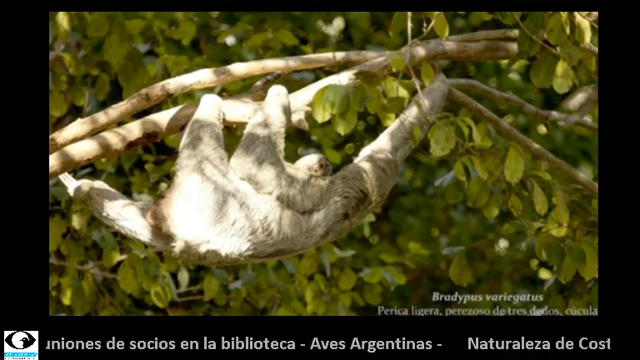 Bradypus variegatus
Perica ligera, perezoso de tres dedos, cúcula
uniones de socios en la biblioteca - Aves Argentinas - Naturaleza de Cost